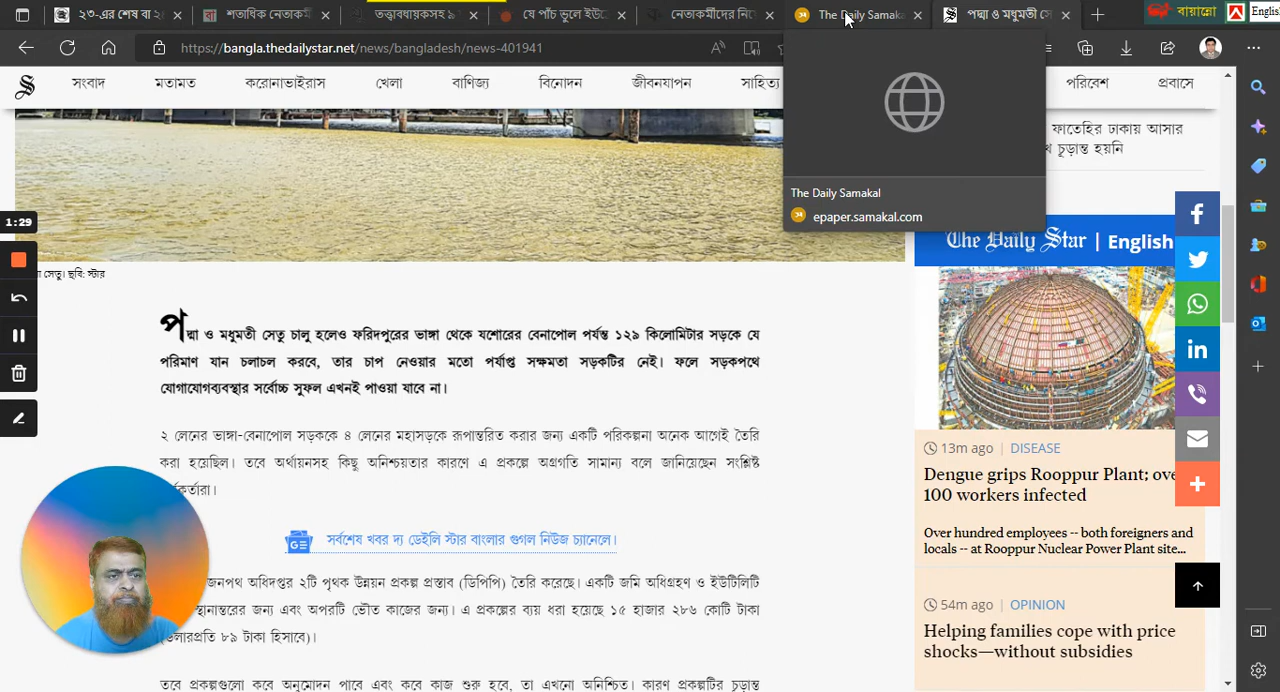 ২৩-এর শেষ বা ২
শতাধিক নেতাকর্মী
তত্ত্বাবধায়কসহ ১
যে পাঁচ ভুলে ইউ
নেতাকর্মীদের নি
The Daily Samaka
পদ্মা ও মধুমতী সে
বায়ান্নো
English
https://bangla.thedailystar.net/news/bangladesh/news-401941
সংবাদ
মতামত
করোনাভাইরাস
খেলা
বাণিজ্য
বিনোদন
জীবনযাপন
সাহিত্য
পরিবেশ
প্রবাসে
The Daily Samakal
epaper.samakal.com
ফাতেহির ঢাকায় আসার
চূড়ান্ত হয়নি
1:29
সেতু। ছবি: স্টার
পদ্মা ও মধুমতী সেতু চালু হলেও ফরিদপুরের ভাঙ্গা থেকে যশোরের বেনাপোল পর্যন্ত ১২৯ কিলোমিটার সড়কে যে
পরিমাণ যান চলাচল করবে, তার চাপ নেওয়ার মতো পর্যাপ্ত সক্ষমতা সড়কটির নেই। ফলে সড়কপথে
যোগাযোগব্যবস্থার সর্বোচ্চ সুফল এখনই পাওয়া যাবে না।
২ লেনের ভাঙ্গা-বেনাপোল সড়ককে ৪ লেনের মহাসড়কে রূপান্তরিত করার জন্য একটি পরিকল্পনা অনেক আগেই তৈরি
করা হয়েছিল। তবে অর্থায়নসহ কিছু অনিশ্চয়তার কারণে এ প্রকল্পে অগ্রগতি সামান্য বলে জানিয়েছেন সংশ্লিষ্ট
কর্মকর্তারা।
সর্বশেষ খবর দ্য ডেইলি স্টার বাংলার গুগল নিউজ চ্যানেলে।
জনপথ অধিদপ্তর ২টি পৃথক উন্নয়ন প্রকল্প প্রস্তাব (ডিপিপি) তৈরি করেছে। একটি জমি অধিগ্রহণ ও ইউটিলিটি
স্থানান্তরের জন্য এবং অপরটি ভৌত কাজের জন্য। এ প্রকল্পের ব্যয় ধরা হয়েছে ১৫ হাজার ২৮৬ কোটি টাকা
(ডলারপ্রতি ৮৯ টাকা হিসাবে)।
তবে প্রকল্পগুলো কবে অনুমোদন পাবে এবং কবে কাজ শুরু হবে, তা এখনো অনিশ্চিত। কারণ প্রকল্পটির চূড়ান্ত
The Daily Star | English
13m ago | DISEASE
Dengue grips Rooppur Plant; ove
100 workers infected
Over hundred employees -- both foreigners and
locals -- at Rooppur Nuclear Power Plant site...
54m ago | OPINION
Helping families cope with price
shocks—without subsidies